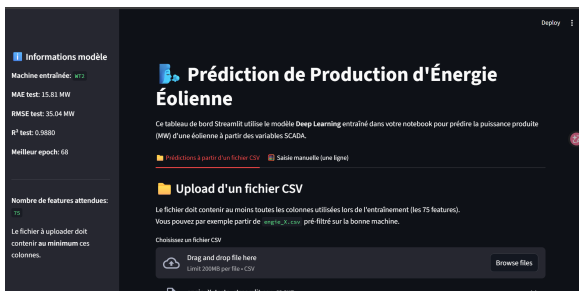 Deploy
Informations modèle
Machine entraînée: WT2
MAE test: 15.81 MW
RMSE test: 35.04 MW
R² test: 0.9880
Meilleur epoch: 68
Nombre de features attendues:
75
Le fichier à uploader doit
contenir au minimum ces
colonnes.
Prédiction de Production d'Énergie
Éolienne
Ce tableau de bord Streamlit utilise le modèle Deep Learning entraîné dans votre notebook pour prédire la puissance produite
(MW) d'une éolienne à partir des variables SCADA.
Prédictions à partir d'un fichier CSV
Saisie manuelle (une ligne)
Upload d'un fichier CSV
Le fichier doit contenir au moins toutes les colonnes utilisées lors de l'entraînement (les 75 features).
Vous pouvez par exemple partir de engie_X.csv pré-filtré sur la bonne machine.
Choisissez un fichier CSV
Drag and drop file here
Limit 200MB per file • CSV
Browse files